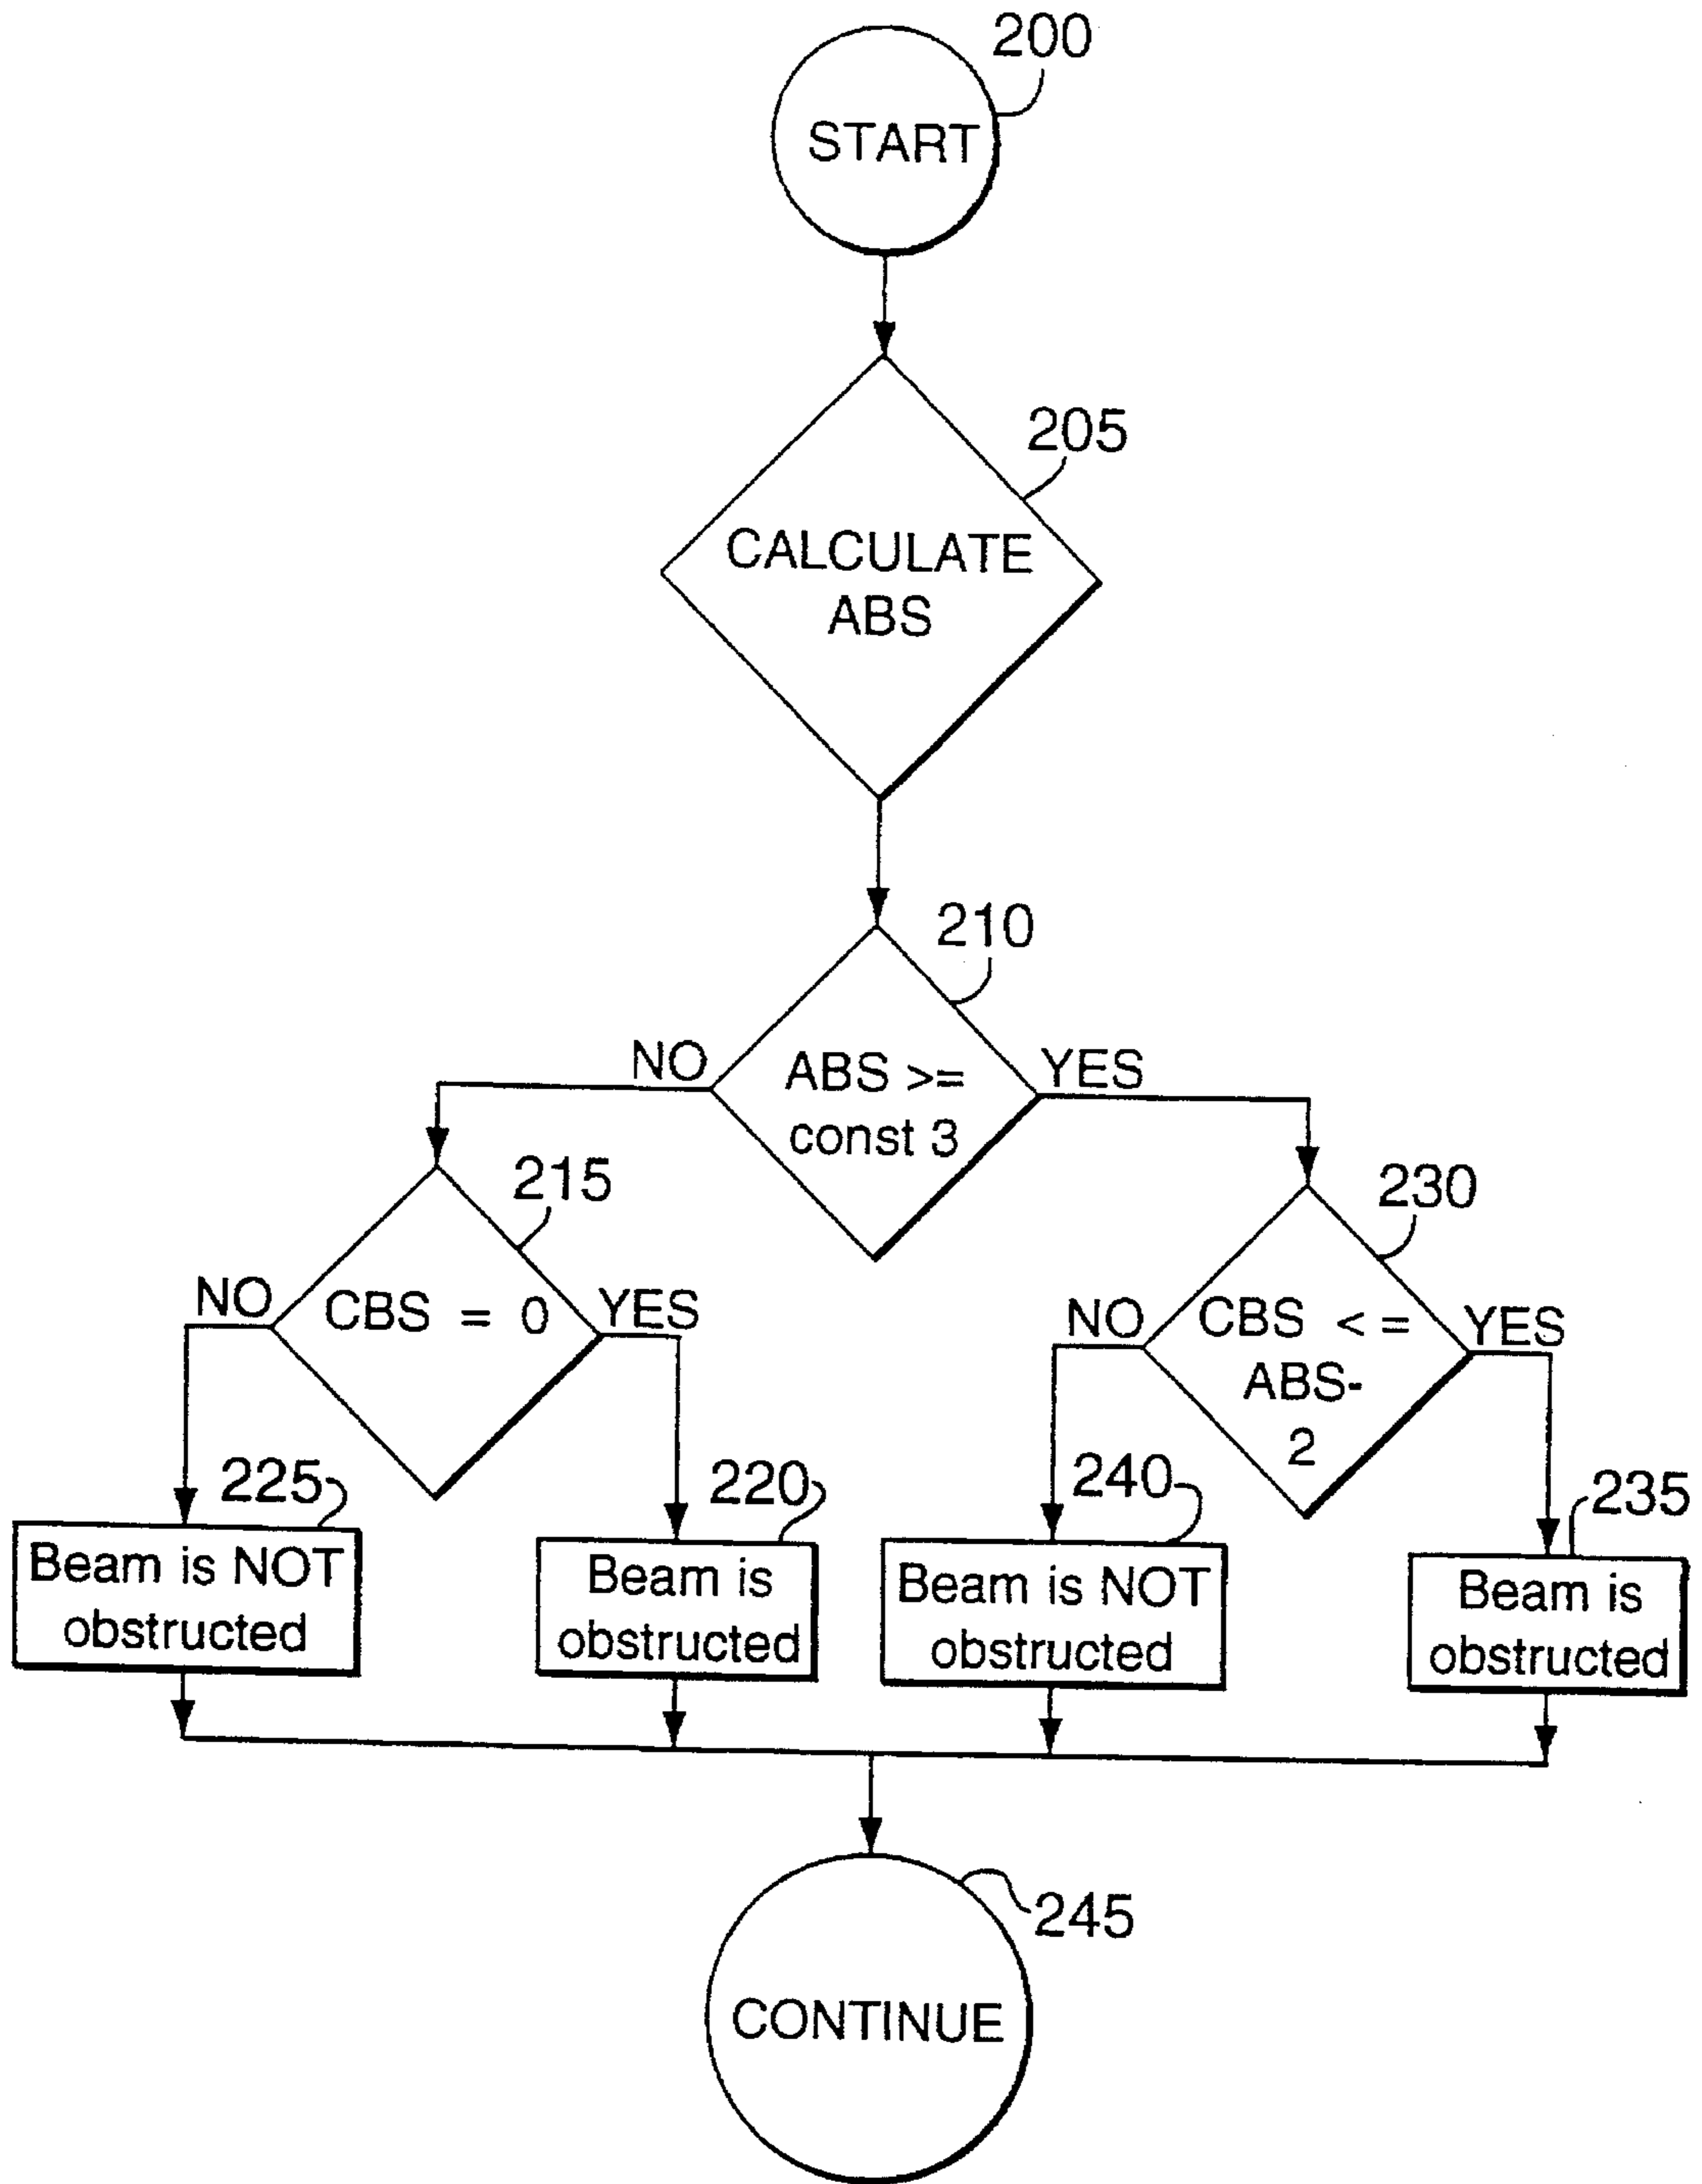 200
START
205
CALCULATE
ABS
210
NO
ABS >=
const 3
YES
215
NO
CBS = 0
YES
230
NO
CBS < =
ABS-
2
YES
225
Beam is NOT
obstructed
220
Beam is
obstructed
240
Beam is NOT
obstructed
235
Beam is
obstructed
245
CONTINUE